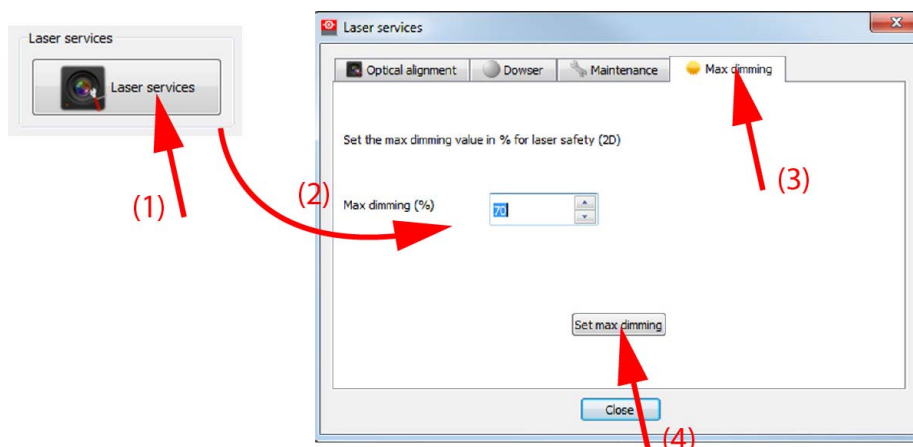 Laser services
Laser services
(1)
(2)
Laser services
Optical alignment Dowser Maintenance Max dimming
(3)
Set the max dimming value in % for laser safety (2D)
Max dimming (%) 70
Set max dimming
Close
(4)